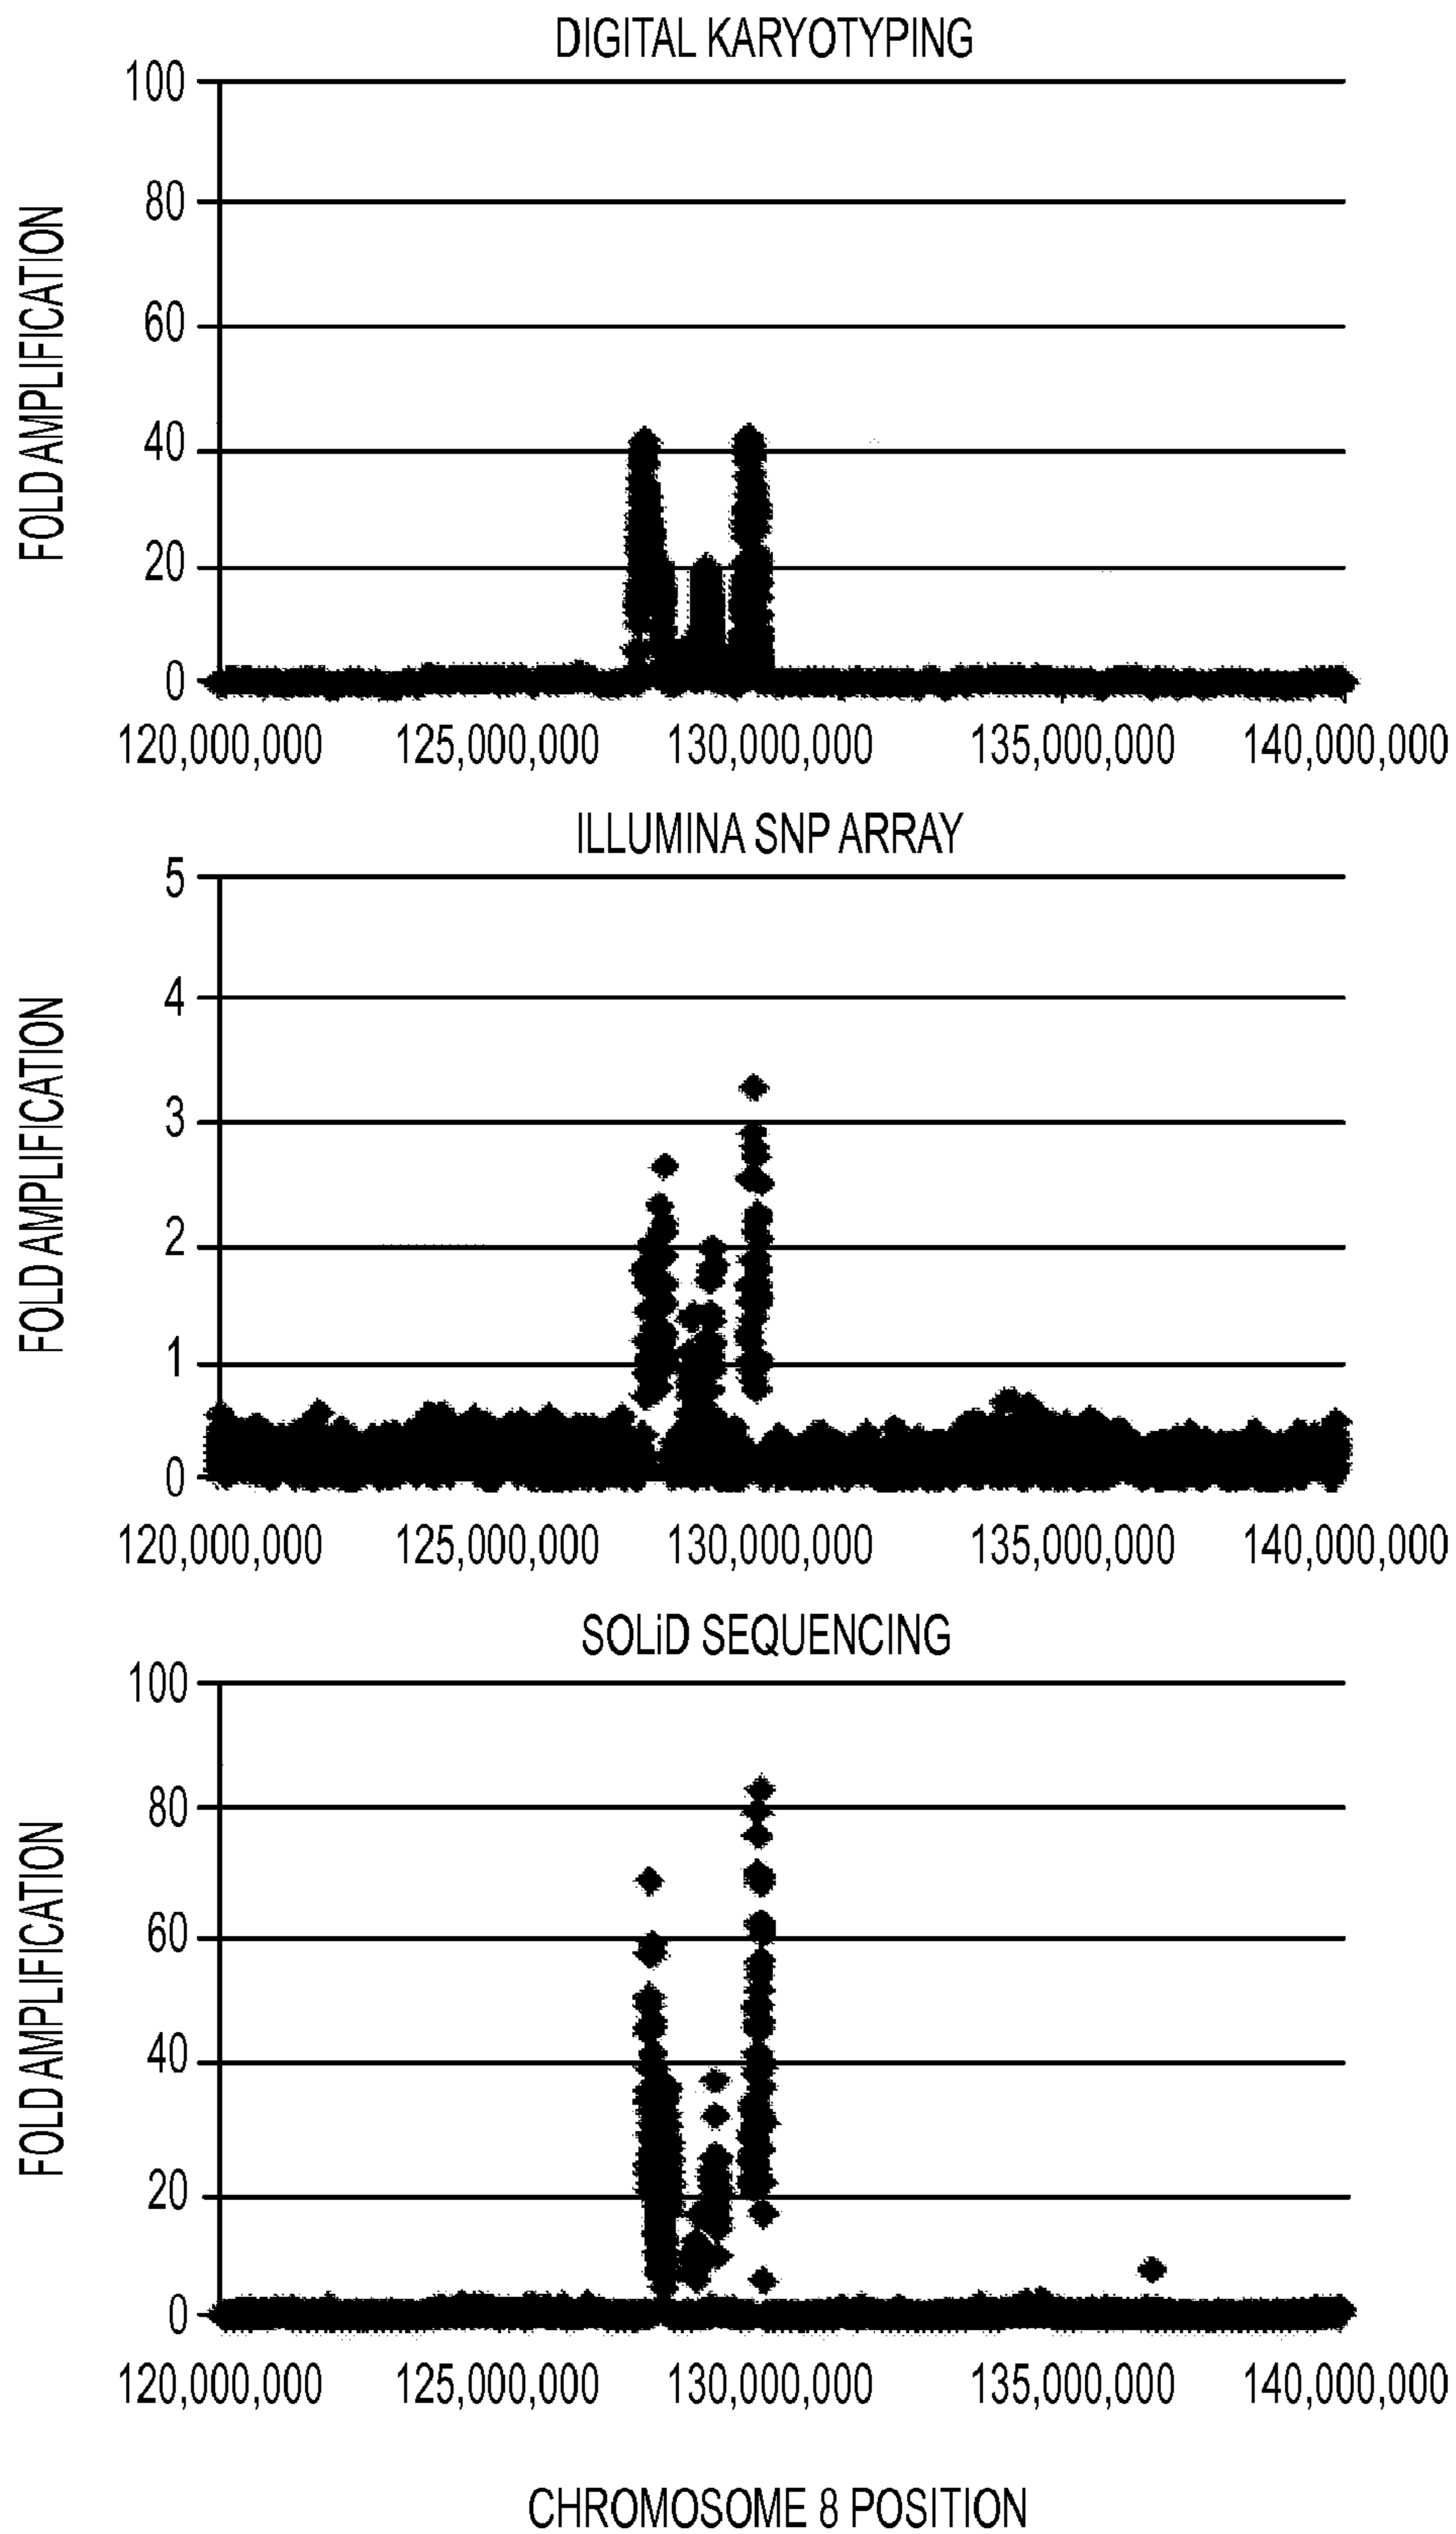 DIGITAL KARYOTYPING
FOLD AMPLIFICATION
100
80
60
40
20
0
120,000,000 125,000,000 130,000,000 135,000,000 140,000,000
ILLUMINA SNP ARRAY
FOLD AMPLIFICATION
5
4
3
2
1
0
120,000,000 125,000,000 130,000,000 135,000,000 140,000,000
SOLiD SEQUENCING
FOLD AMPLIFICATION
100
80
60
40
20
0
120,000,000 125,000,000 130,000,000 135,000,000 140,000,000
CHROMOSOME 8 POSITION